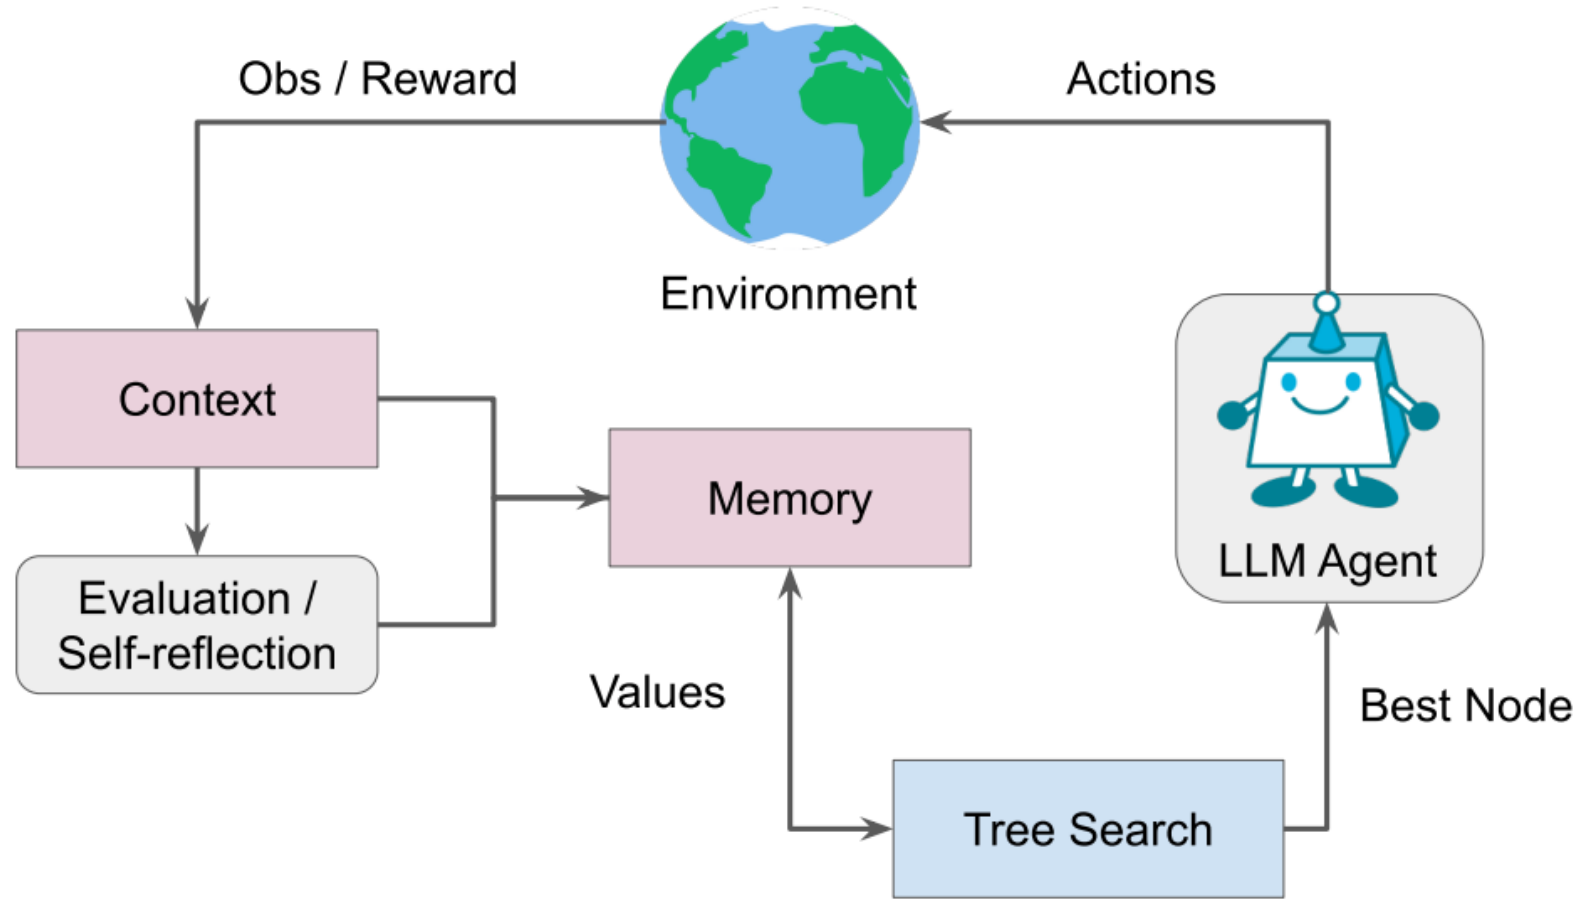 Obs / Reward
Actions
Environment
Context
Memory
Evaluation /
Self-reflection
LLM Agent
Values
Best Node
Tree Search